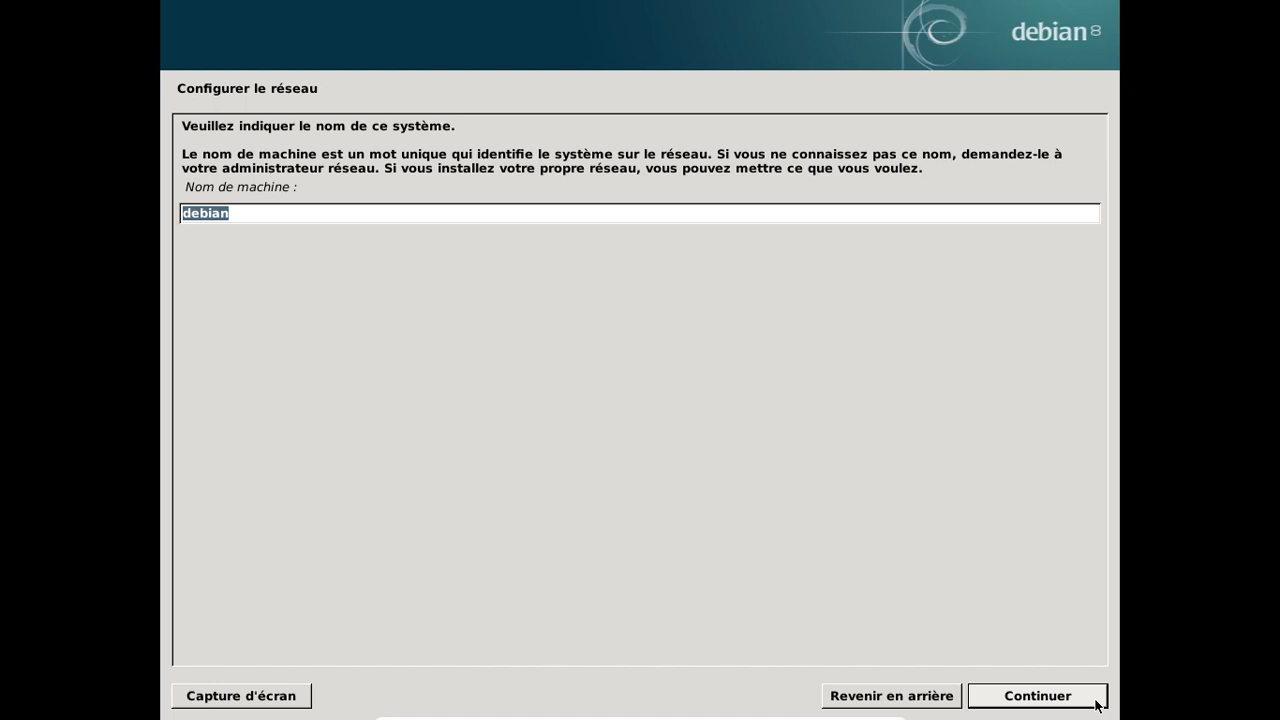 debian 8
Configurer le réseau
Veuillez indiquer le nom de ce système.
Le nom de machine est un mot unique qui identifie le système sur le réseau. Si vous ne connaissez pas ce nom, demandez-le à
votre administrateur réseau. Si vous installez votre propre réseau, vous pouvez mettre ce que vous voulez.
Nom de machine :
debian
Capture d'écran
Revenir en arrière
Continuer